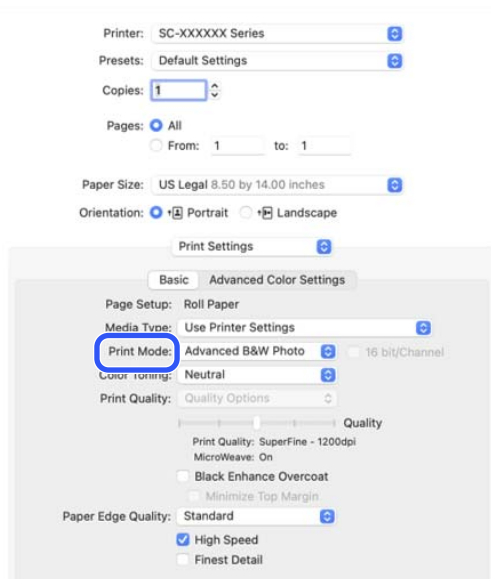 Printer: SC-XXXXXX Series
Presets: Default Settings
Copies: 1
Pages: All
From: 1 to: 1
Paper Size: US Legal 8.50 by 14.00 inches
Orientation: Portrait Landscape
Print Settings
Basic Advanced Color Settings
Page Setup: Roll Paper
Media Type: Use Printer Settings
Print Mode: Advanced B&W Photo 16 bit/Channel
Color Toning: Neutral
Print Quality: Quality Options
Quality
Print Quality: SuperFine - 1200dpi
MicroWeave: On
Black Enhance Overcoat
Minimize Top Margin
Paper Edge Quality: Standard
High Speed
Finest Detail